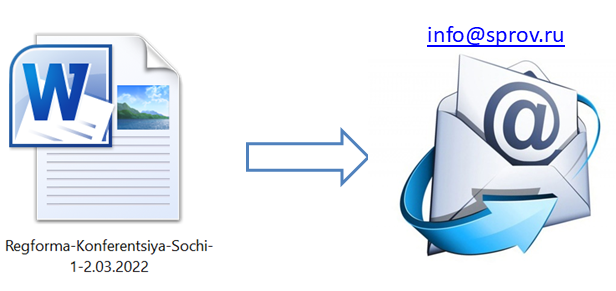 info@sprov.ru
W
@
Regforma-Konferentsiya-Sochi-
1-2.03.2022